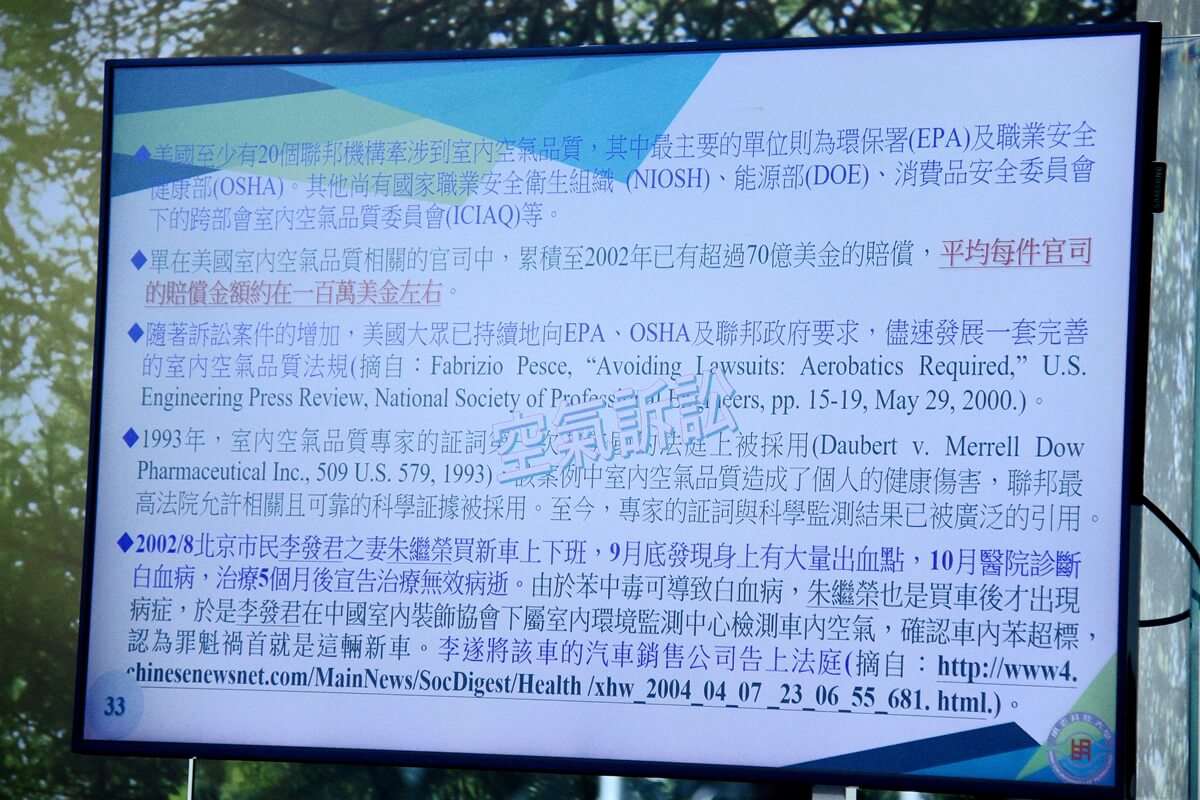 ◆美國至少有20個聯邦機構牽涉到室內空氣品質，其中最主要的單位則為環保署(EPA)及職業安全
健康部(OSHA)。其他尚有國家職業安全衛生組織 (NIOSH)、能源部(DOE)、消費品安全委員會
下的跨部會室內空氣品質委員會(ICIAQ)等。
◆單在美國室內空氣品質相關的官司中，累積至2002年已有超過70億美金的賠償，平均每件官司
的賠償金額約在一百萬美金左右。
◆隨著訴訟案件的增加，美國大眾已持續地向EPA、OSHA及聯邦政府要求，儘速發展一套完善
的室內空氣品質法規(摘自：Fabrizio Pesce, “Avoiding Lawsuits: Aerobatics Required,” U.S.
Engineering Press Review, National Society of Professional Engineers, pp. 15-19, May 29, 2000.)。
空氣訴訟
◆1993年，室內空氣品質專家的証詞 法庭上被採用(Daubert v. Merrell Dow
Pharmaceutical Inc., 509 U.S. 579, 1993) 案例中室內空氣品質造成了個人的健康傷害，聯邦最
高法院允許相關且可靠的科學証據被採用。至今，專家的証詞與科學監測結果已被廣泛的引用。
◆2002/8北京市民李發君之妻朱繼榮買新車上下班，9月底發現身上有大量出血點，10月醫院診斷
白血病，治療5個月後宣告治療無效病逝。由於苯中毒可導致白血病，朱繼榮也是買車後才出現
病症，於是李發君在中國室內裝飾協會下屬室內環境監測中心檢測車內空氣，確認車內苯超標，
認為罪魁禍首就是這輛新車。李遂將該車的汽車銷售公司告上法庭(摘自：http://www4.
chinesenewsnet.com/MainNews/SocDigest/Health /xhw_2004_04_07 _23_06_55_681. html.)。
33
SAMSUNG